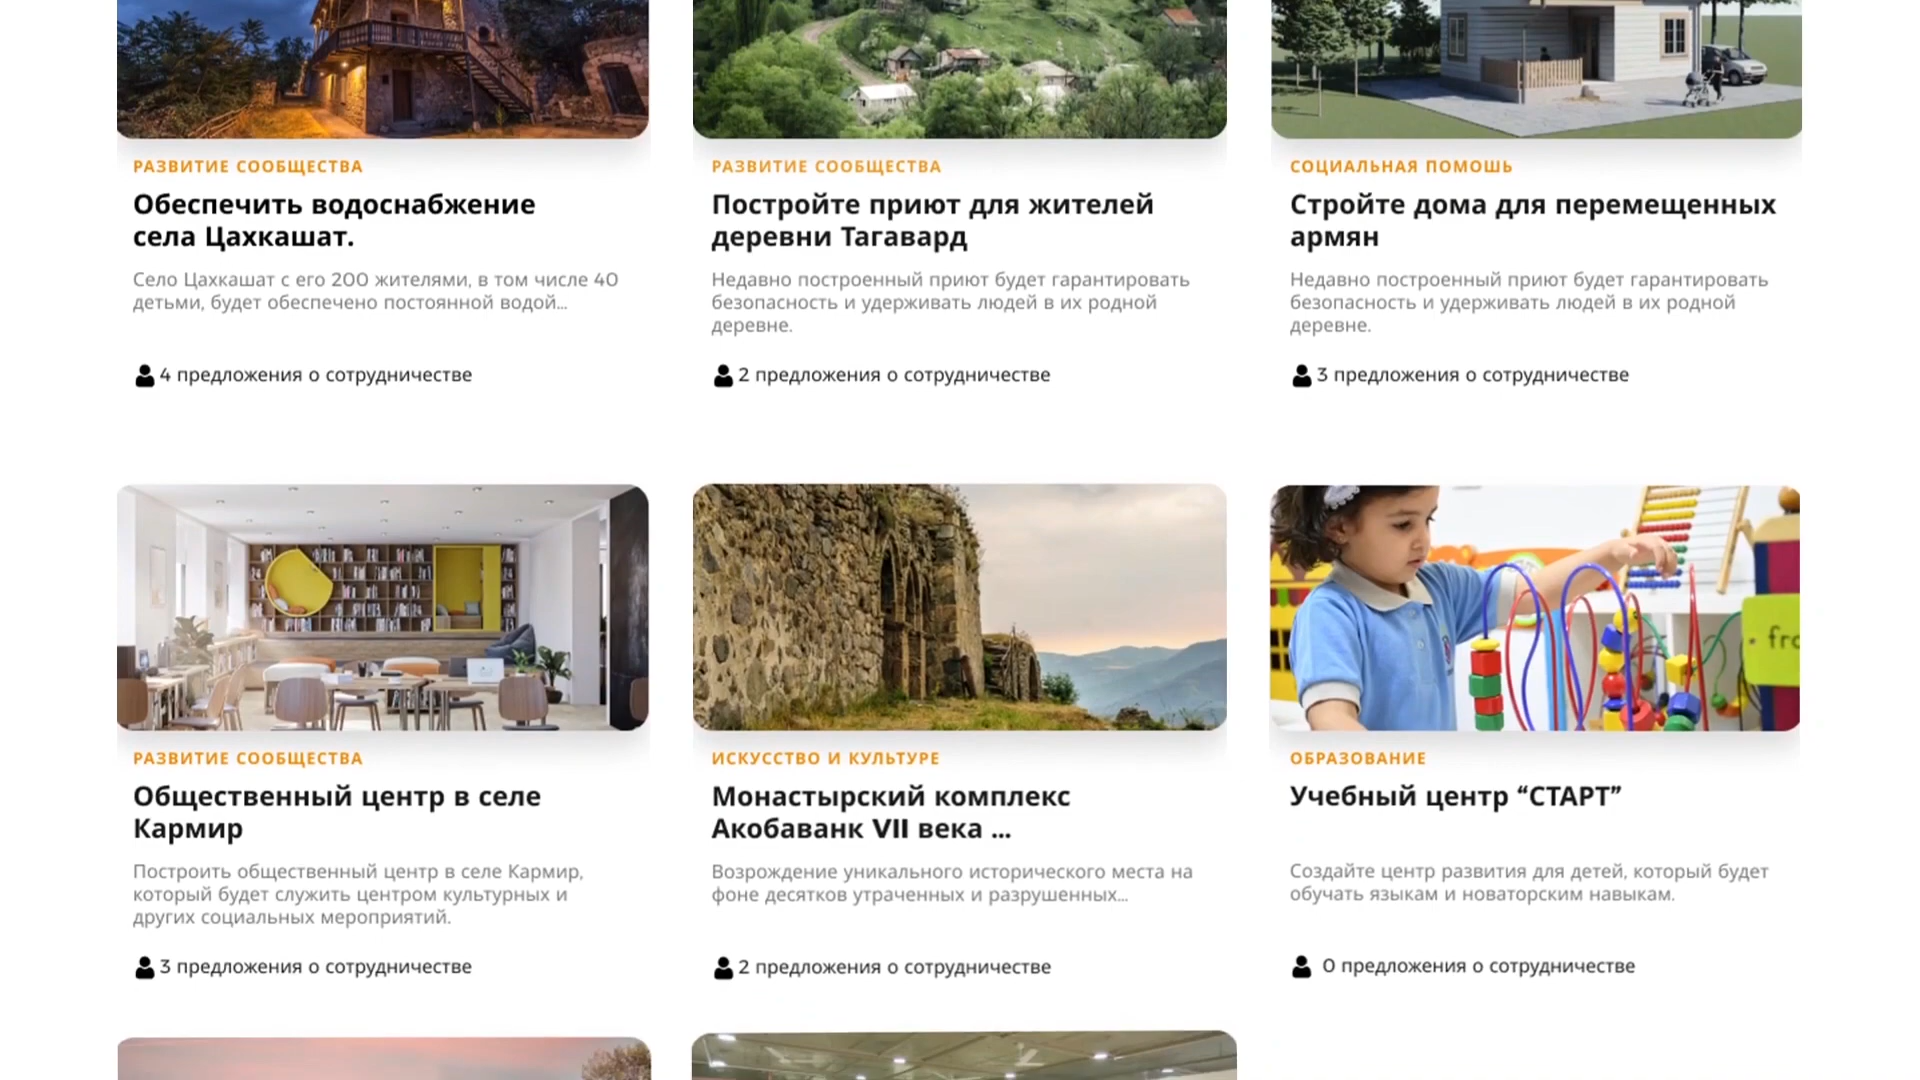 РАЗВИТИЕ СООБЩЕСТВА
Обеспечить водоснабжение
села Цахкашат.
Село Цахкашат с его 200 жителями, в том числе 40
детьми, будет обеспечено постоянной водой...
4 предложения о сотрудничестве
РАЗВИТИЕ СООБЩЕСТВА
Постройте приют для жителей
деревни Тагавард
Недавно построенный приют будет гарантировать
безопасность и удерживать людей в их родной
деревне.
2 предложения о сотрудничестве
СОЦИАЛЬНАЯ ПОМОШЬ
Стройте дома для перемещенных
армян
Недавно построенный приют будет гарантировать
безопасность и удерживать людей в их родной
деревне.
3 предложения о сотрудничестве
РАЗВИТИЕ СООБЩЕСТВА
Общественный центр в селе
Кармир
Построить общественный центр в селе Кармир,
который будет служить центром культурных и
других социальных мероприятий.
3 предложения о сотрудничестве
ИСКУССТВО И КУЛЬТУРЕ
Монастырский комплекс
Акобаванк VII века ...
Возрождение уникального исторического места на
фоне десятков утраченных и разрушенных...
2 предложения о сотрудничестве
fro
ОБРАЗОВАНИЕ
Учебный центр “СТАРТ”
Создайте центр развития для детей, который будет
обучать языкам и новаторским навыкам.
0 предложения о сотрудничестве